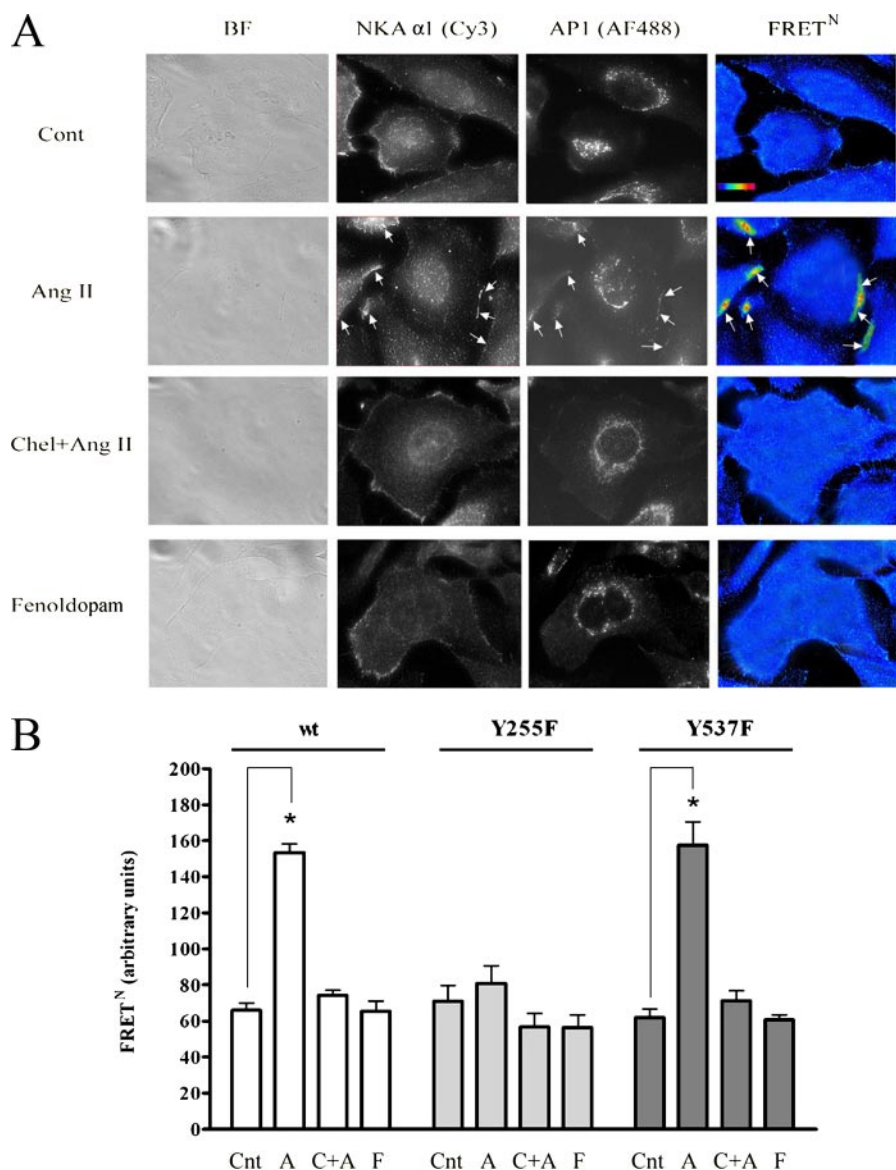 A
BF NKA α1 (Cy3) AP1 (AF488) FRET^N
Cont
Ang II
Chel+Ang II
Fenoldopam
B
wt Y255F Y537F
200
180
160
140
120
100
80
60
40
20
0
FRET^N (arbitrary units)
* *
Cnt A C+A F Cnt A C+A F Cnt A C+A F